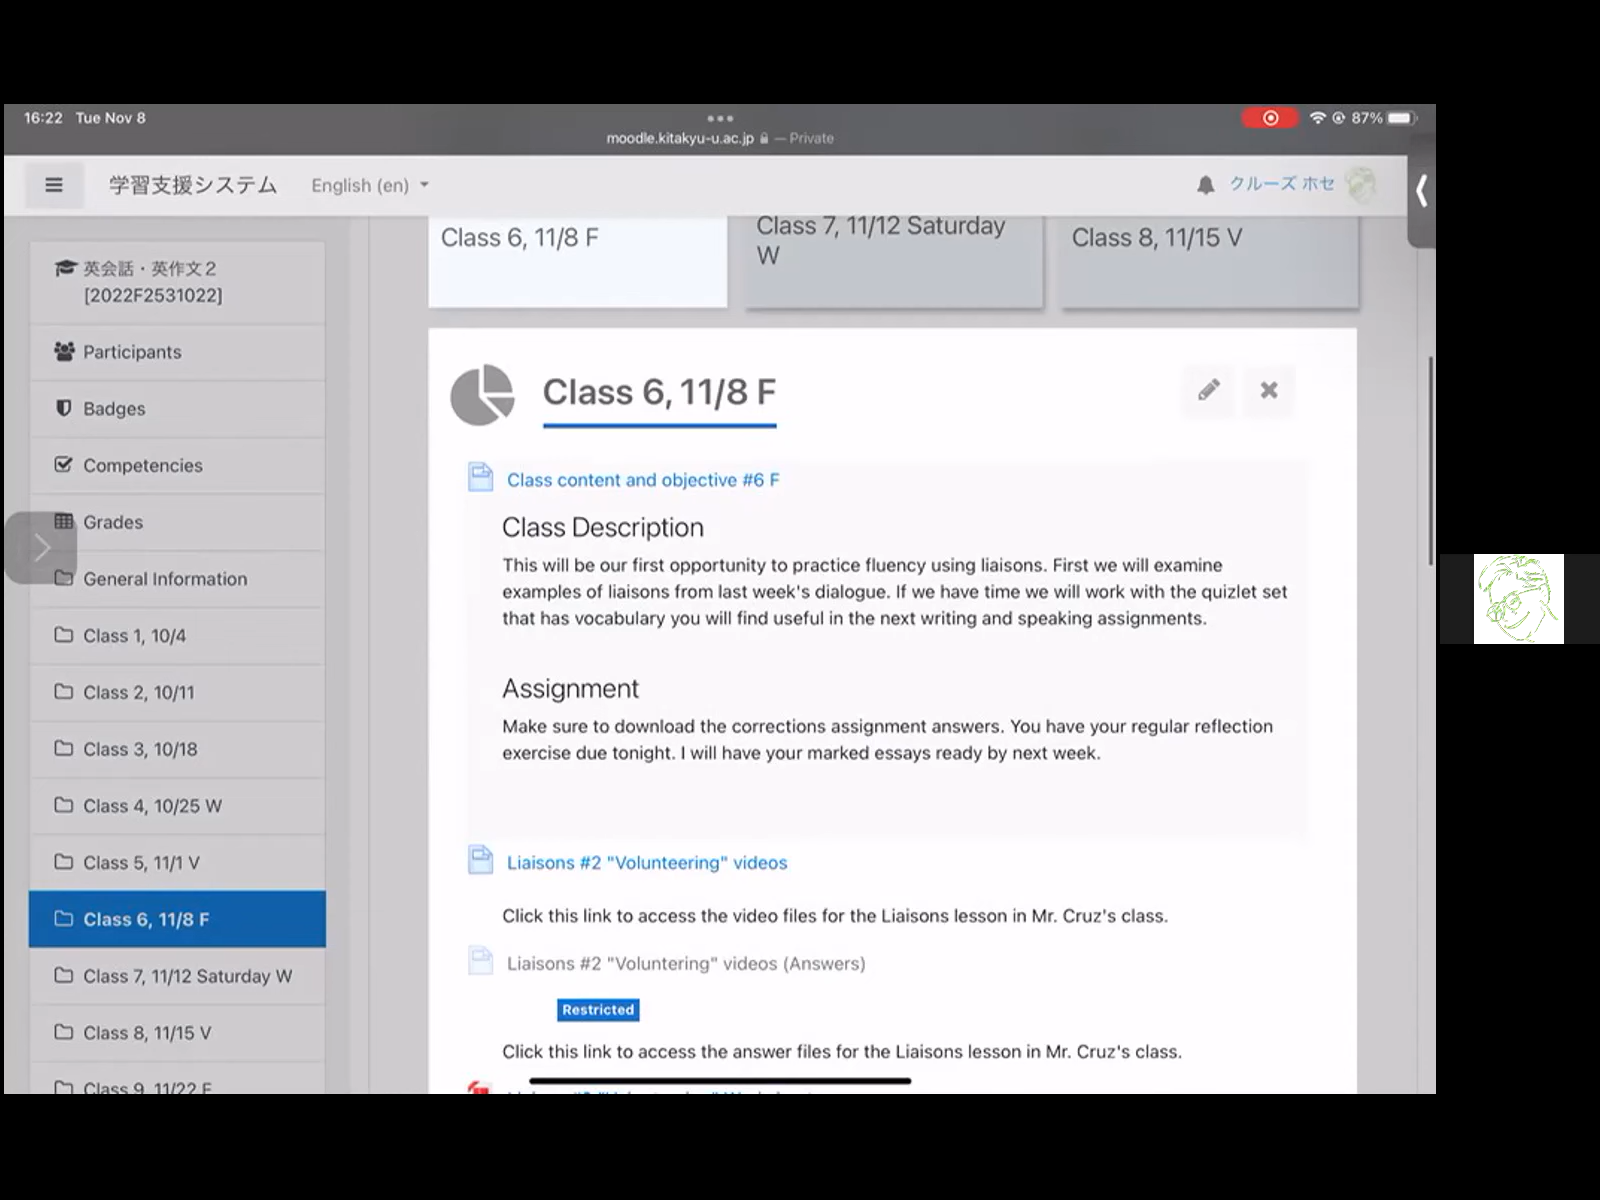 16:22 Tue Nov 8
87%
moodle.kitakyu-u.ac.jp — Private
学習支援システム
English (en)
クルーズ ホセ
英会話・英作文2
[2022F2531022]
Participants
Badges
Competencies
Grades
General Information
Class 1, 10/4
Class 2, 10/11
Class 3, 10/18
Class 4, 10/25 W
Class 5, 11/1 V
Class 6, 11/8 F
Class 7, 11/12 Saturday W
Class 8, 11/15 V
Class 9, 11/22 F
Class 6, 11/8 F
Class 7, 11/12 Saturday
W
Class 8, 11/15 V
Class 6, 11/8 F
Class content and objective #6 F
Class Description
This will be our first opportunity to practice fluency using liaisons. First we will examine
examples of liaisons from last week's dialogue. If we have time we will work with the quizlet set
that has vocabulary you will find useful in the next writing and speaking assignments.
Assignment
Make sure to download the corrections assignment answers. You have your regular reflection
exercise due tonight. I will have your marked essays ready by next week.
Liaisons #2 "Volunteering" videos
Click this link to access the video files for the Liaisons lesson in Mr. Cruz's class.
Liaisons #2 "Voluntering" videos (Answers)
Restricted
Click this link to access the answer files for the Liaisons lesson in Mr. Cruz's class.